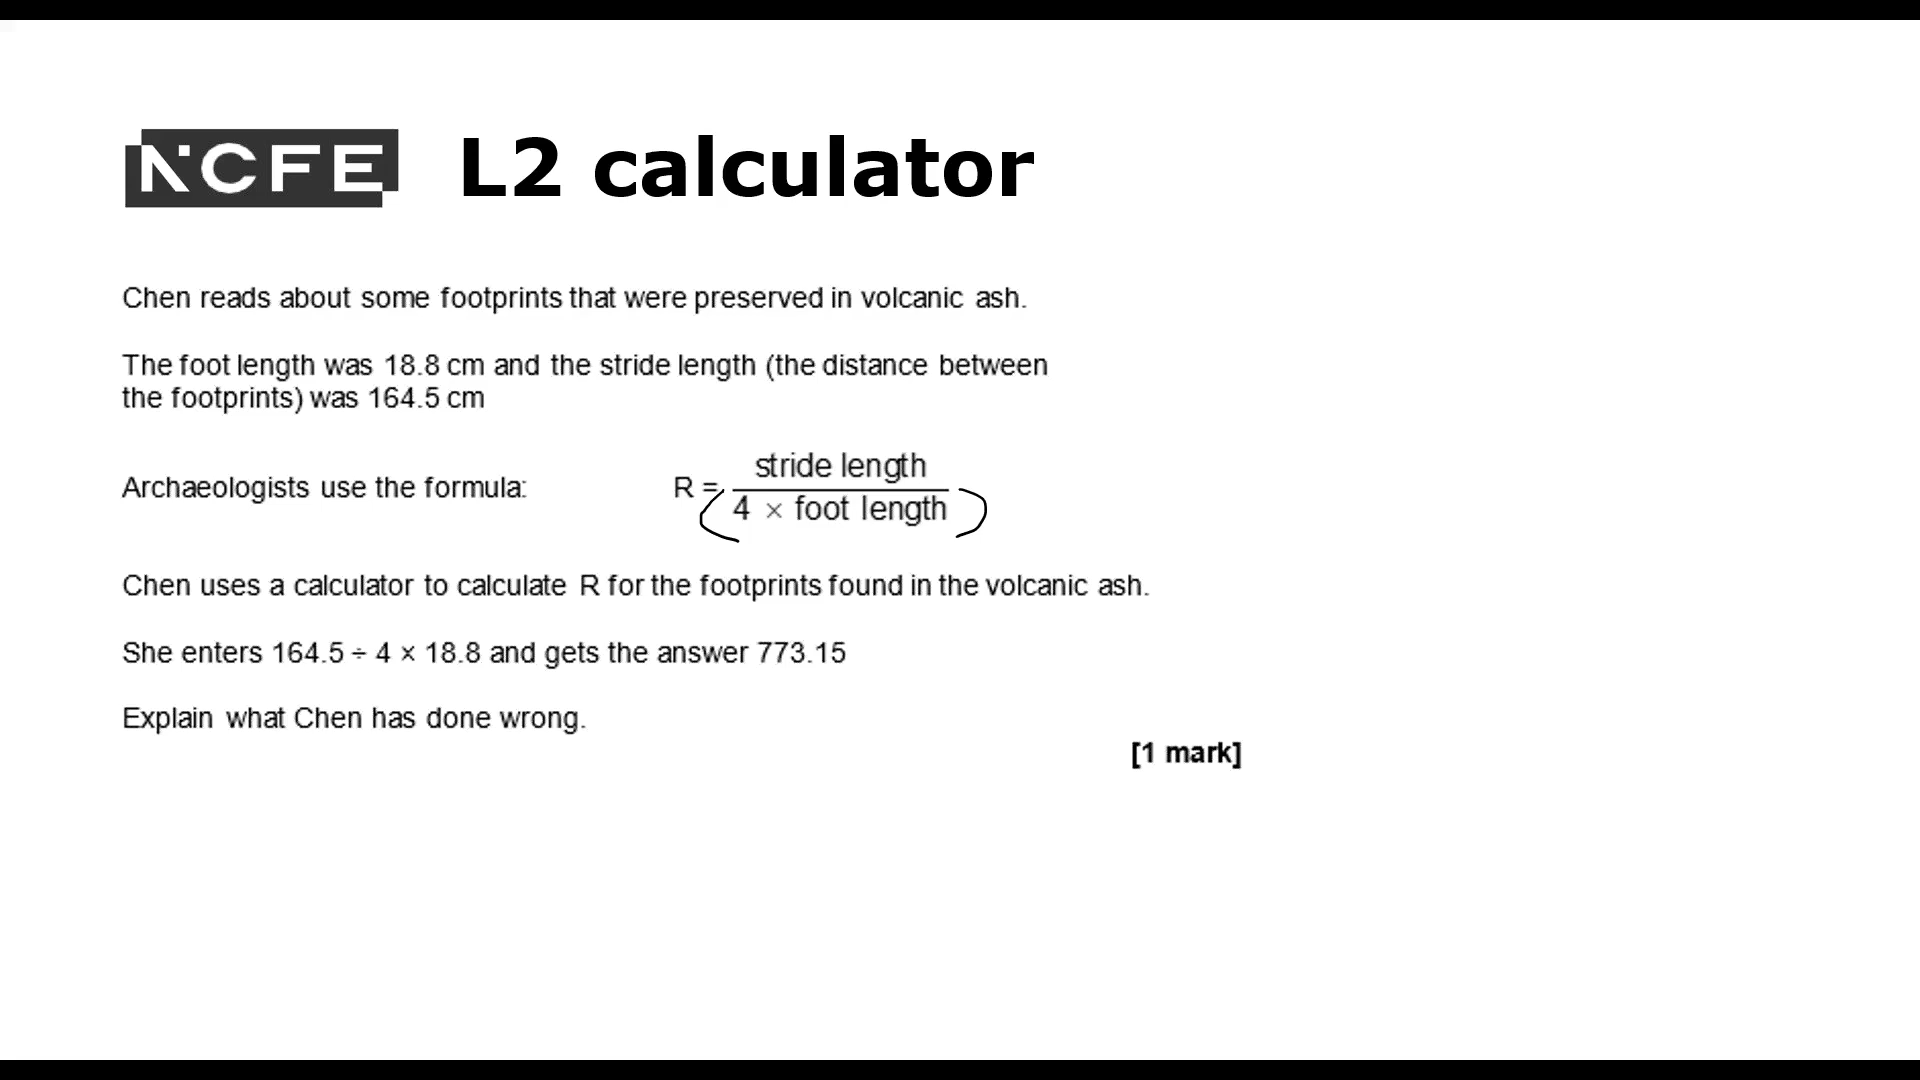 NCFE L2 calculator
Chen reads about some footprints that were preserved in volcanic ash.
The foot length was 18.8 cm and the stride length (the distance between
the footprints) was 164.5 cm
Archaeologists use the formula: R = stride length
4 × foot length
Chen uses a calculator to calculate R for the footprints found in the volcanic ash.
She enters 164.5 ÷ 4 × 18.8 and gets the answer 773.15
Explain what Chen has done wrong.
[1 mark]